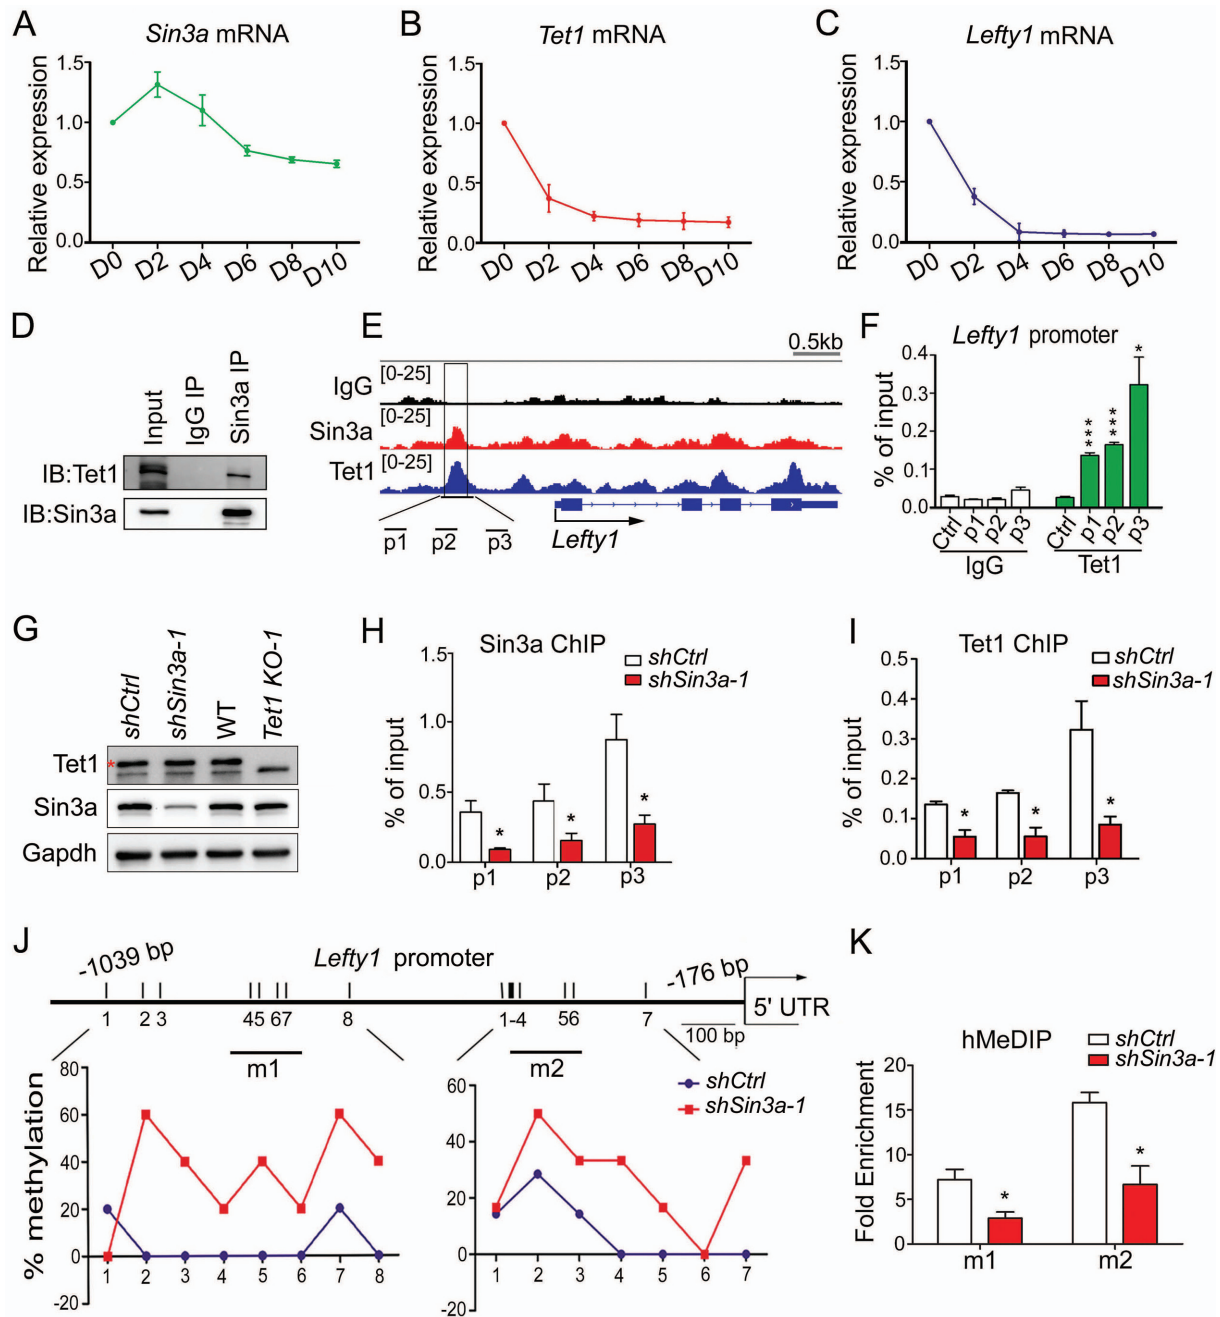 A
Sin3a mRNA
Relative expression
1.5
1.0
0.5
0.0
D0 D2 D4 D6 D8 D10
B
Tet1 mRNA
Relative expression
1.5
1.0
0.5
0.0
D0 D2 D4 D6 D8 D10
C
Lefty1 mRNA
Relative expression
1.5
1.0
0.5
0.0
D0 D2 D4 D6 D8 D10
D
Input IgG IP Sin3a IP
IB:Tet1
IB:Sin3a
E
0.5kb
IgG [0-25]
Sin3a [0-25]
Tet1 [0-25]
p1 p2 p3
Lefty1
F
Lefty1 promoter
% of input
0.4
0.3
0.2
0.1
0.0
*** *** *
Ctrl p1 p2 p3 Ctrl p1 p2 p3
IgG Tet1
G
shCtrl shSin3a-1 WT Tet1 KO-1
Tet1 *
Sin3a
Gapdh
H
Sin3a ChIP
shCtrl
shSin3a-1
% of input
1.5
1.0
0.5
0.0
* * *
p1 p2 p3
I
Tet1 ChIP
shCtrl
shSin3a-1
% of input
0.5
0.4
0.3
0.2
0.1
0.0
* * *
p1 p2 p3
J
-1039 bp Lefty1 promoter -176 bp
5' UTR
1 2 3 45 67 8 1-4 56 7
100 bp
m1 m2
shCtrl
shSin3a-1
% methylation
80
60
40
20
0
-20
1 2 3 4 5 6 7 8
60
40
20
0
-20
1 2 3 4 5 6 7
K
hMeDIP
shCtrl
shSin3a-1
Fold Enrichment
20
15
10
5
0
* *
m1 m2